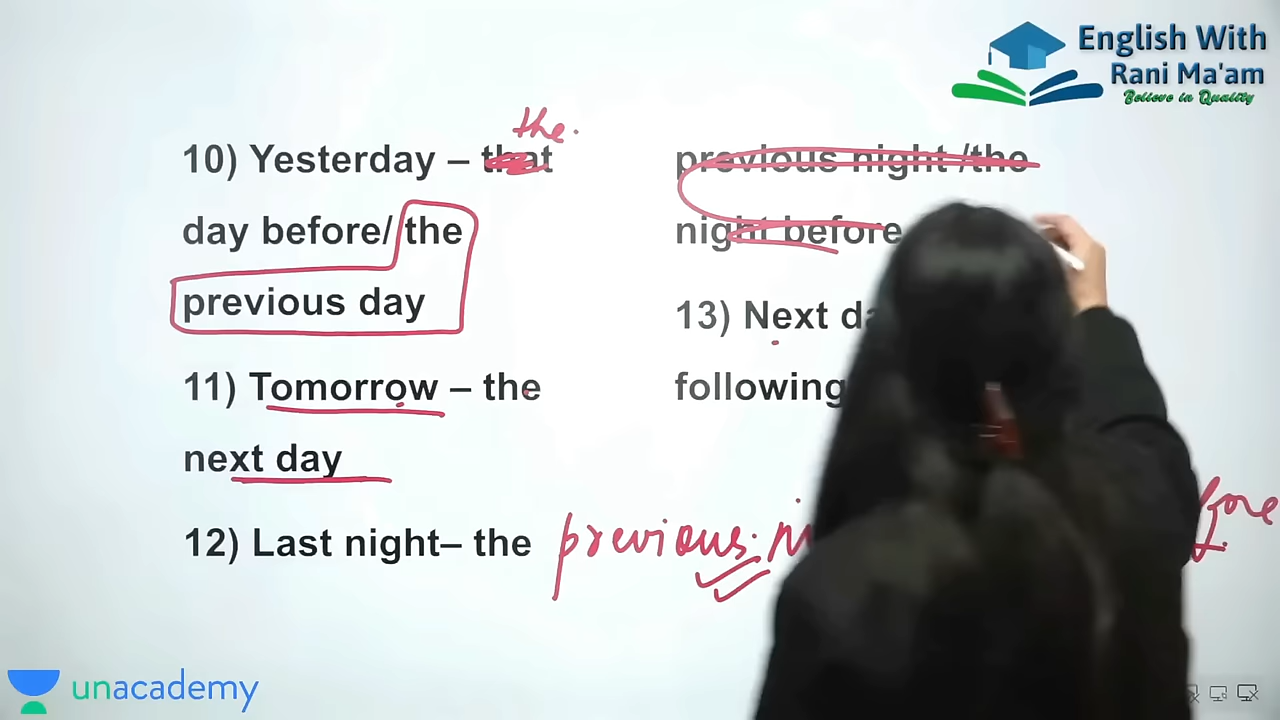 English With
Rani Ma'am
Believe in Quality
the.
10) Yesterday – that
day before/ the
previous day
11) Tomorrow – the
next day
12) Last night– the previous
previous night /the
night before
13) Next
following
unacademy